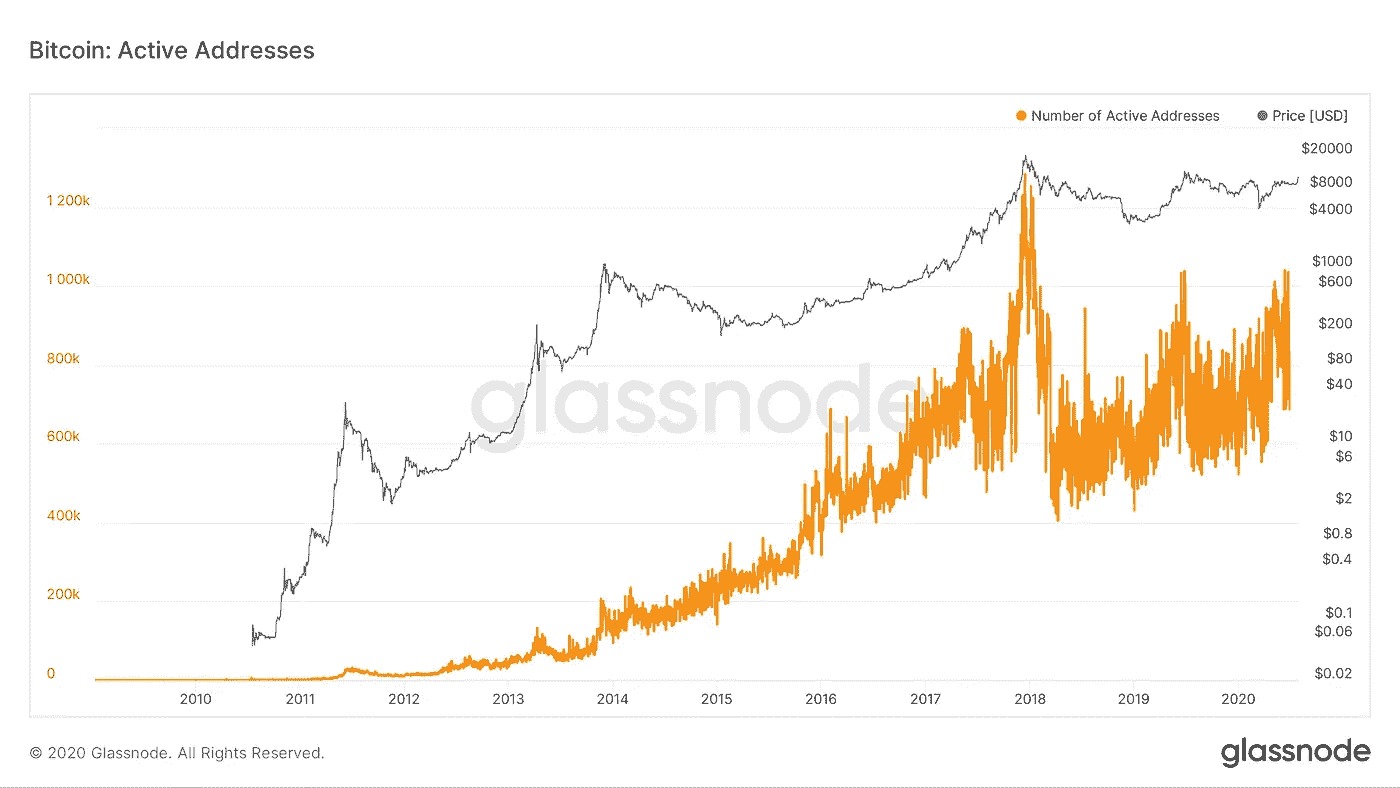 Bitcoin: Active Addresses
Number of Active Addresses Price [USD]
$20000
1 200k
$8000
$4000
1 000k
$1000
$600
800k
$200
$80
$40
glassnode
600k
$10
$6
400k
$2
$0.8
$0.4
200k
$0.1
$0.06
0
$0.02
2010 2011 2012 2013 2014 2015 2016 2017 2018 2019 2020
© 2020 Glassnode. All Rights Reserved.
glassnode